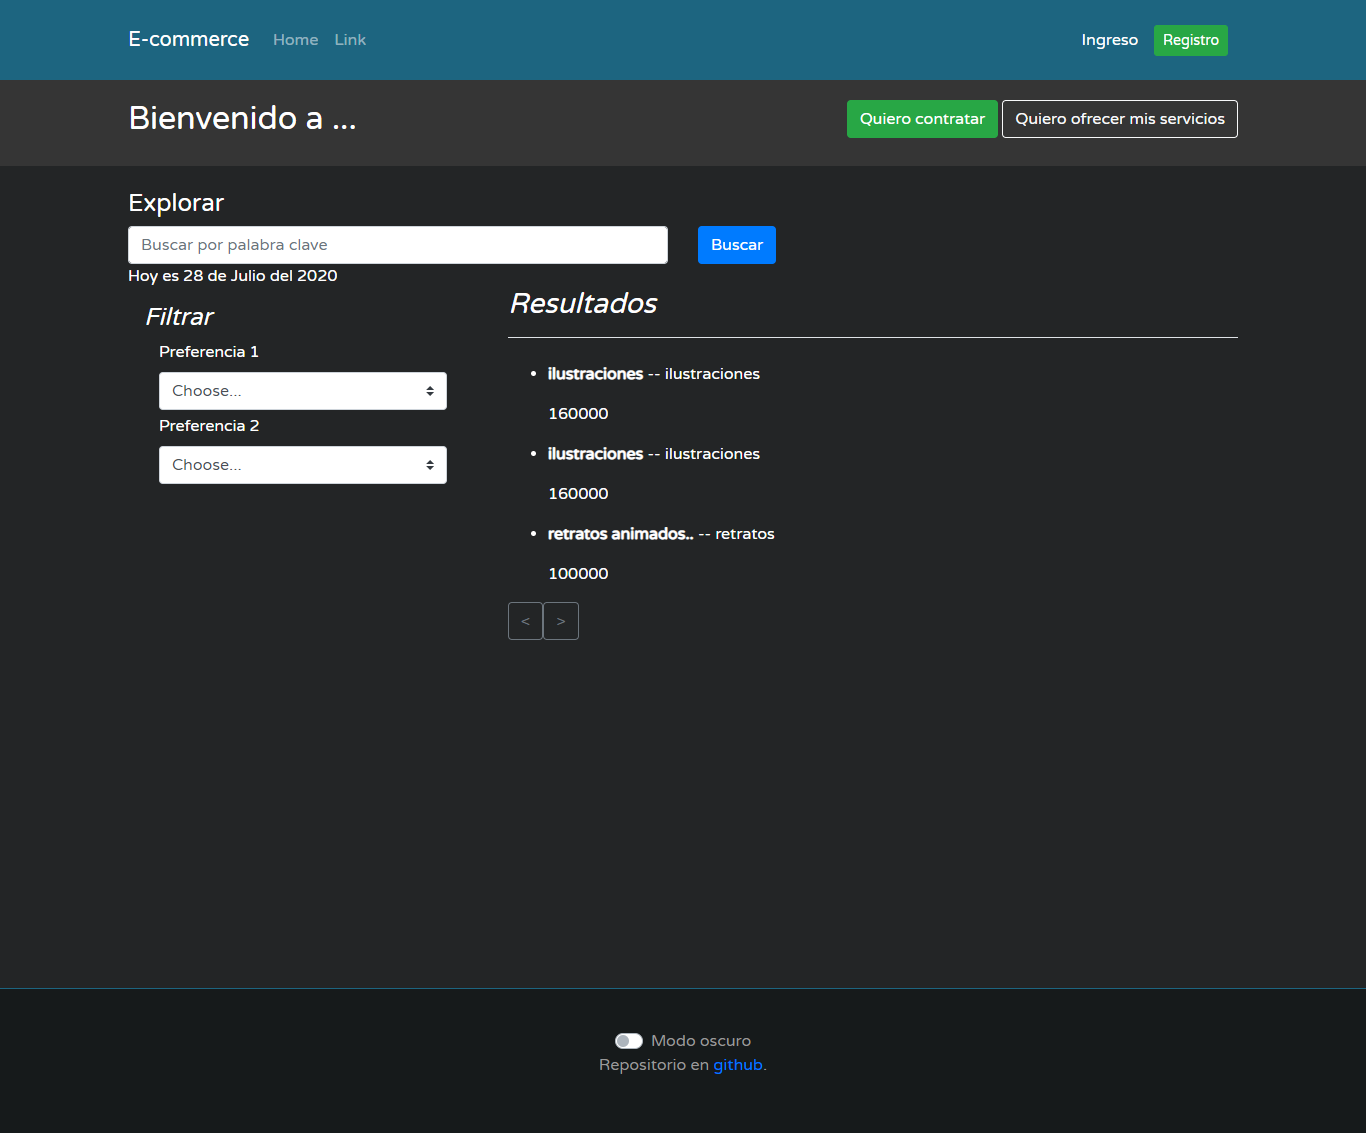 E-commerce Home Link Ingreso Registro
Bienvenido a ... Quiero contratar Quiero ofrecer mis servicios
Explorar
Buscar por palabra clave Buscar
Hoy es 28 de Julio del 2020
Filtrar
Preferencia 1
Choose...
Preferencia 2
Choose...
Resultados
• ilustraciones -- ilustraciones
160000
• ilustraciones -- ilustraciones
160000
• retratos animados.. -- retratos
100000
< >
Modo oscuro
Repositorio en github.